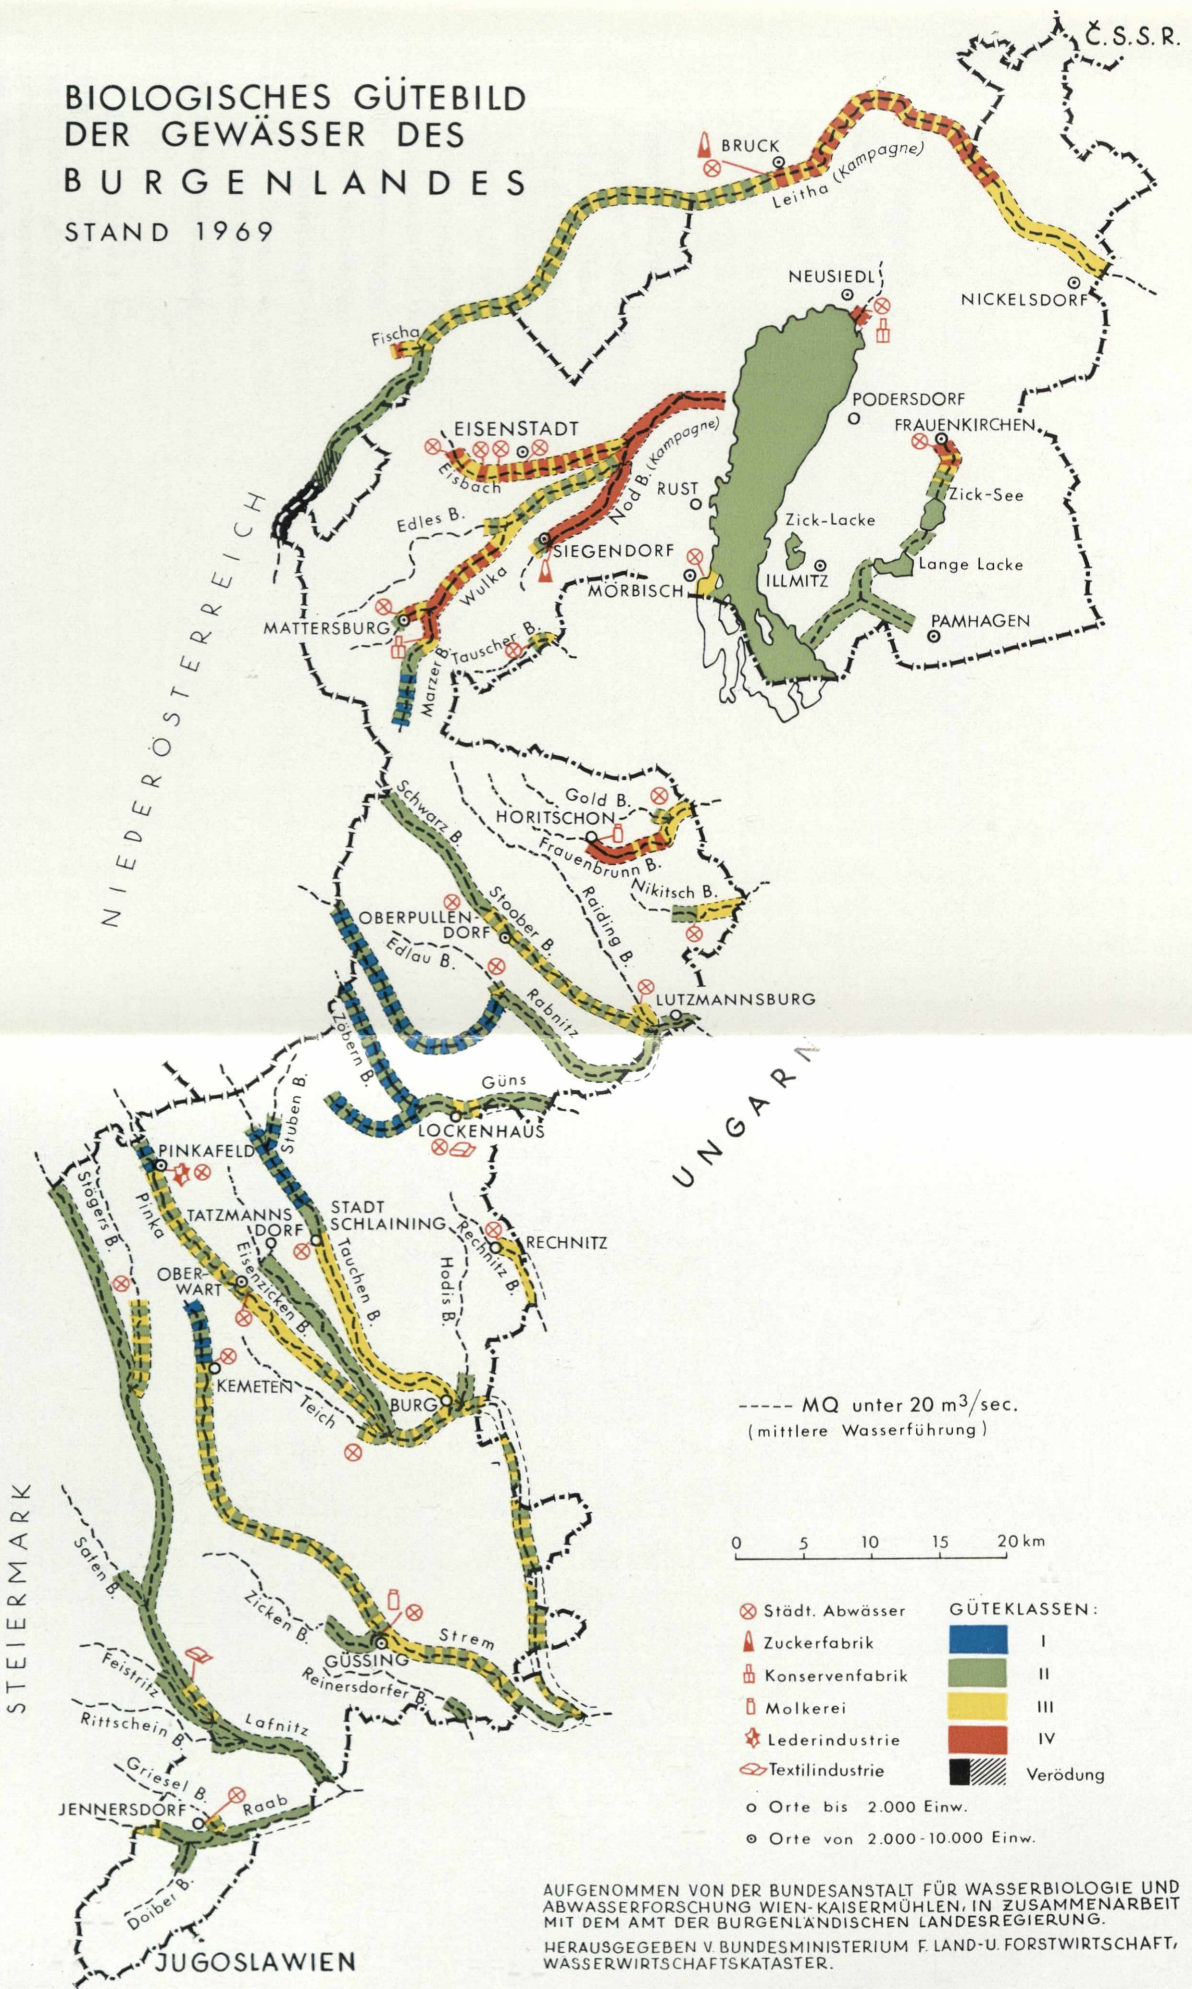 Č.S.S.R.
BIOLOGISCHES GÜTEBILD
DER GEWÄSSER DES
BURGENLANDES
STAND 1969
BRUCK
Leitha (Kampagne)
NEUSIEDL
NICKELSDORF
Fischa
PODERSDORF
FRAUENKIRCHEN
EISENSTADT
Eisbach
Nod B. (Kampagne)
RUST
Zick-See
Edles B.
Zick-Lacke
SIEGENDORF
ILLMITZ
Lange Lacke
Wulka
MÖRBISCH
MATTERSBURG
PAMHAGEN
Tauscher B.
Marzer B.
NIEDERÖSTERREICH
Schwarz B.
Gold B.
HORITSCHON
Frauenbrunn B.
Nikitsch B.
Raiding B.
Stoober B.
OBERPULLEN-
DORF
Edlau B.
Rabnitz
LUTZMANNSBURG
Zöbern B.
UNGARN
Güns
LOCKENHAUS
Stuben B.
PINKAFELD
Stögers B.
Pinka
TATZMANNS
DORF
STADT
SCHLAINING
Rechnitz B.
RECHNITZ
Eisenzicken B.
Tauchen B.
Hodis B.
OBER-
WART
KEMETEN
Teich
BURG
STEIERMARK
----- MQ unter 20 m³/sec.
(mittlere Wasserführung)
0 5 10 15 20 km
Safen B.
Zicken B.
Strem
GÜSSING
Reinersdorfer B.
Feistritz
Rittschein B.
Lafnitz
Griesel B.
JENNERSDORF
Raab
Doiber B.
JUGOSLAWIEN
Städt. Abwässer
Zuckerfabrik
Konservenfabrik
Molkerei
Lederindustrie
Textilindustrie
Orte bis 2.000 Einw.
Orte von 2.000-10.000 Einw.
GÜTEKLASSEN:
I
II
III
IV
Verödung
AUFGENOMMEN VON DER BUNDESANSTALT FÜR WASSERBIOLOGIE UND
ABWASSERFORSCHUNG WIEN-KAISERMÜHLEN, IN ZUSAMMENARBEIT
MIT DEM AMT DER BURGENLÄNDISCHEN LANDESREGIERUNG.
HERAUSGEGEBEN V. BUNDESMINISTERIUM F. LAND-U. FORSTWIRTSCHAFT,
WASSERWIRTSCHAFTSKATASTER.